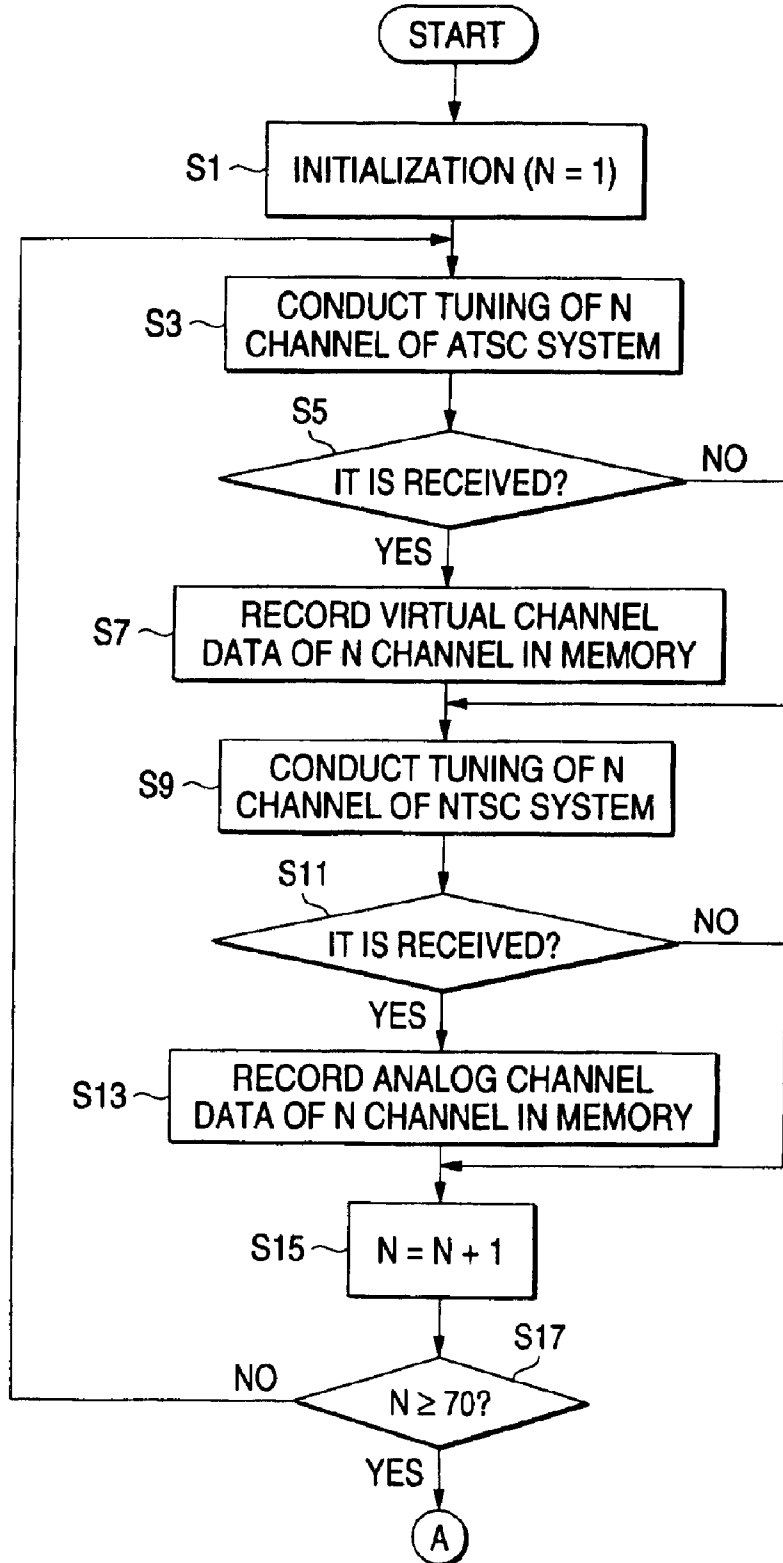 START
S1
INITIALIZATION (N = 1)
S3
CONDUCT TUNING OF N
CHANNEL OF ATSC SYSTEM
S5
IT IS RECEIVED?
NO
YES
S7
RECORD VIRTUAL CHANNEL
DATA OF N CHANNEL IN MEMORY
S9
CONDUCT TUNING OF N
CHANNEL OF NTSC SYSTEM
S11
IT IS RECEIVED?
NO
YES
S13
RECORD ANALOG CHANNEL
DATA OF N CHANNEL IN MEMORY
S15
N = N + 1
S17
NO
N ≥ 70?
YES
A